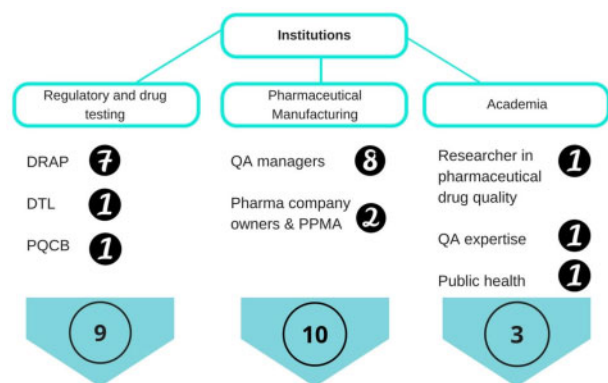 Institutions
Regulatory and drug
testing
DRAP 7
DTL 1
PQCB 1
9
Pharmaceutical
Manufacturing
QA managers 8
Pharma company
owners & PPMA 2
10
Academia
Researcher in 1
pharmaceutical
drug quality
QA expertise 1
Public health 1
3